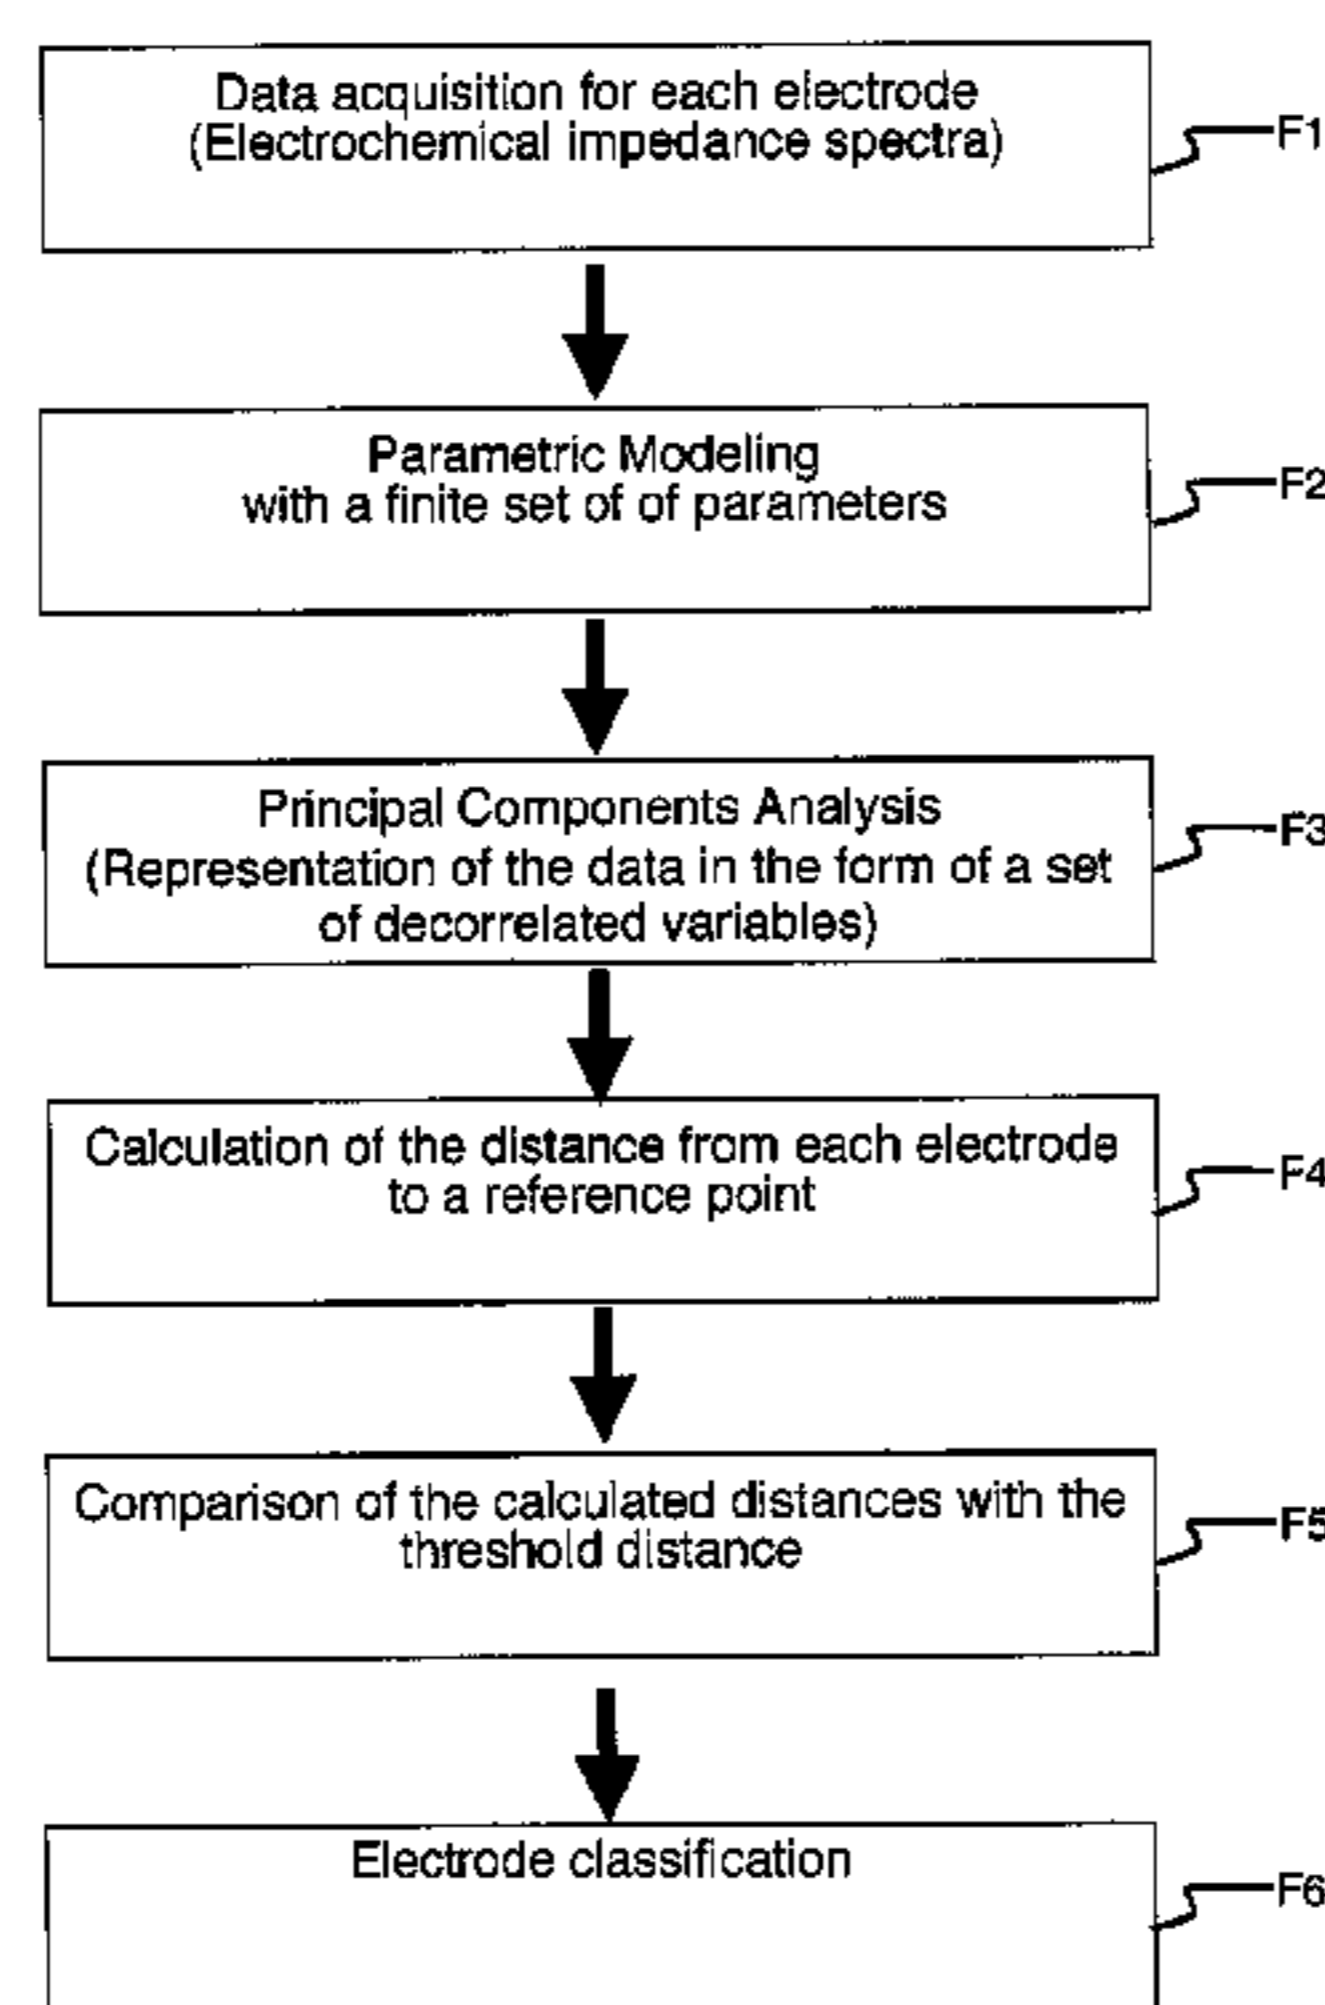 Data acquisition for each electrode
(Electrochemical impedance spectra)
F1
Parametric Modeling
with a finite set of of parameters
F2
Principal Components Analysis
(Representation of the data in the form of a set
of decorrelated variables)
F3
Calculation of the distance from each electrode
to a reference point
F4
Comparison of the calculated distances with the
threshold distance
F5
Electrode classification
F6